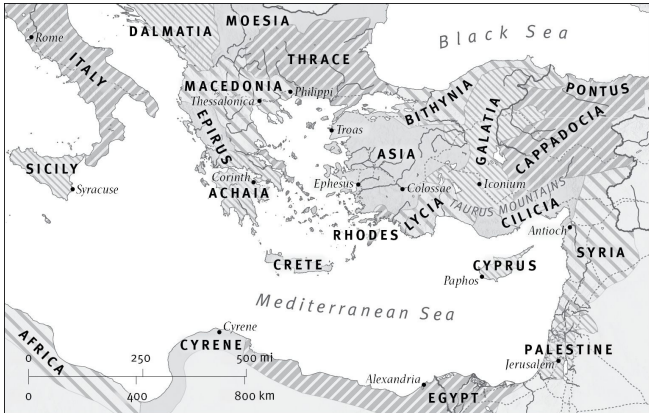 Black Sea
MOESIA
DALMATIA
Rome
ITALY
THRACE
MACEDONIA
Philippi
Thessalonica
EPIRUS
BITHYNIA
PONTUS
GALATIA
CAPPADOCIA
Troas
ASIA
SICILY
Syracuse
Corinth
ACHAIA
Ephesus
Colossae
Iconium
TAURUS MOUNTAINS
LYCIA
CILICIA
RHODES
Antioch
SYRIA
CRETE
CYPRUS
Paphos
Mediterranean Sea
Cyrene
CYRENE
AFRICA
PALESTINE
Jerusalem
Alexandria
EGYPT
0 250 500 mi
0 400 800 km